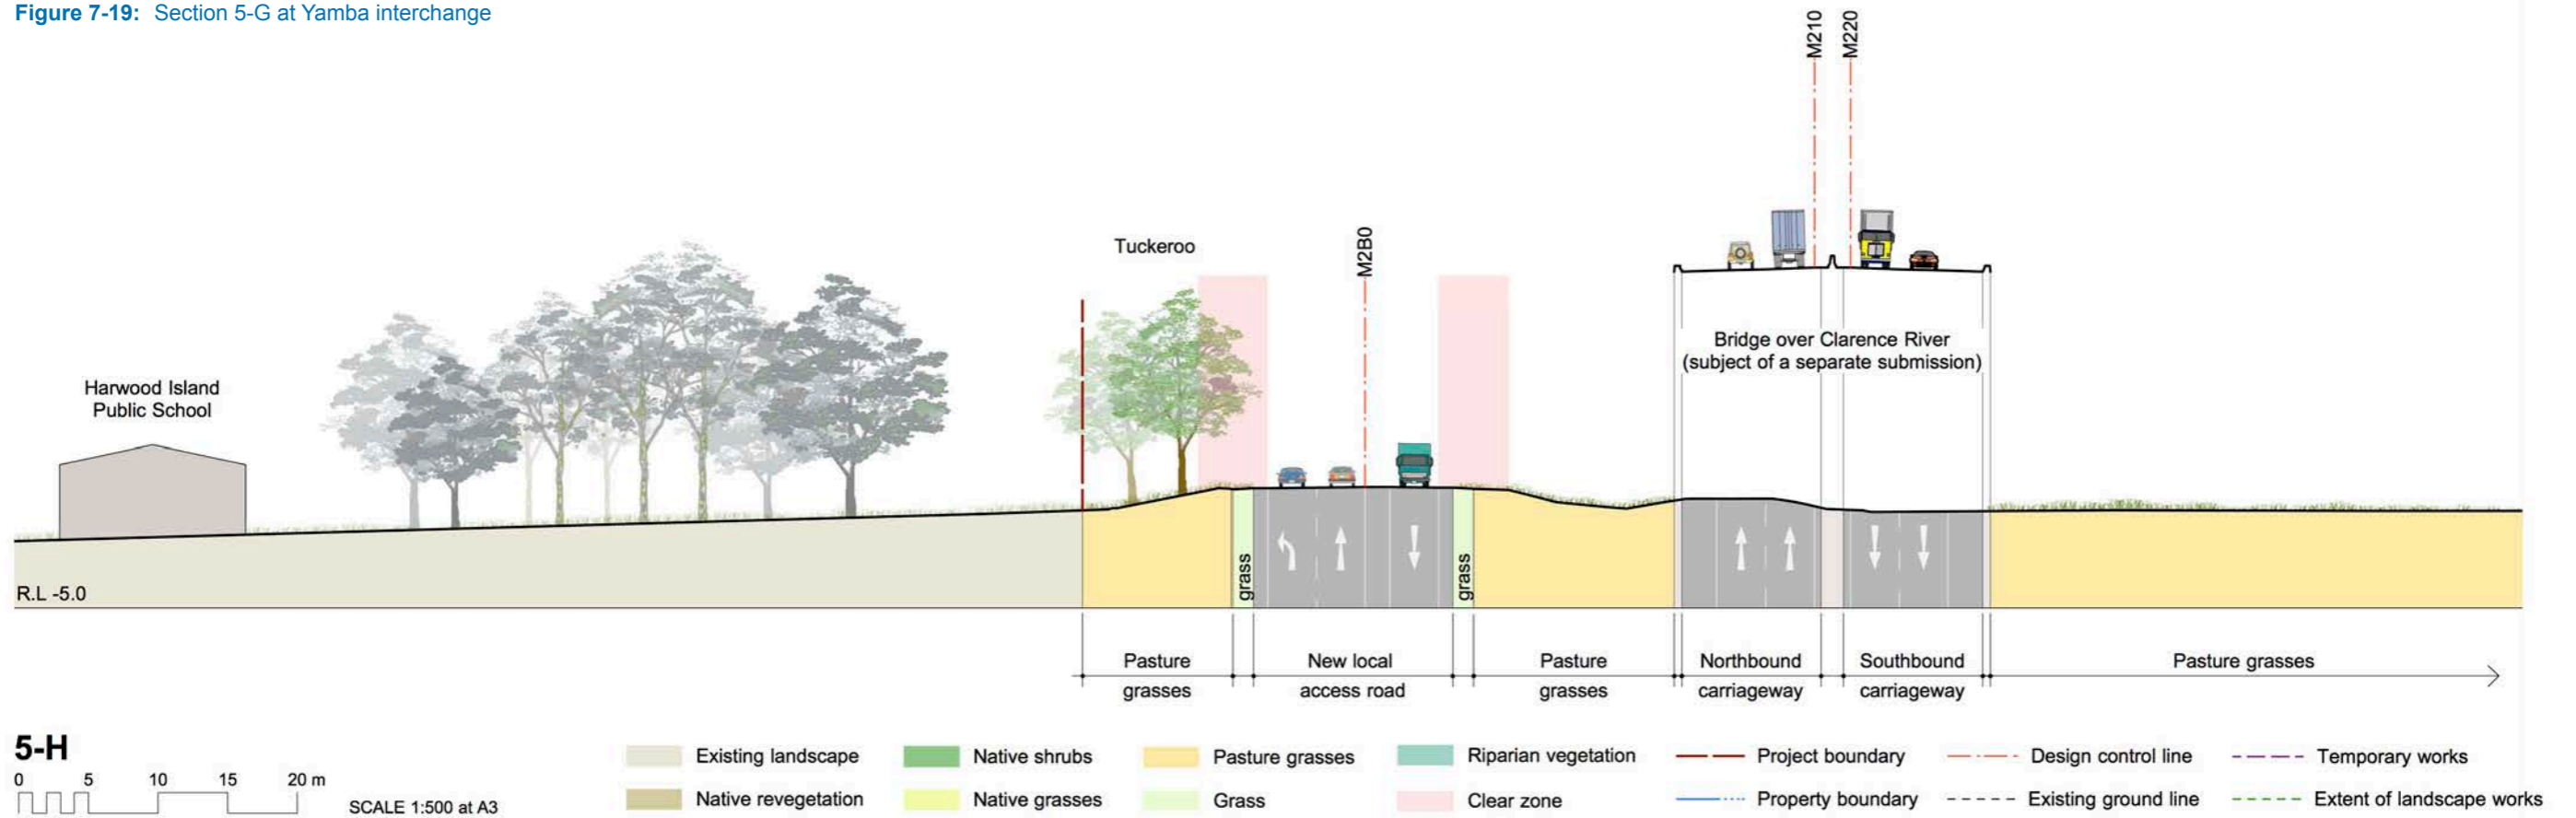 Figure 7-19: Section 5-G at Yamba interchange
M210
M220
Tuckeroo
M2B0
Harwood Island
Public School
Bridge over Clarence River
(subject of a separate submission)
grass
grass
R.L -5.0
Pasture
grasses
New local
access road
Pasture
grasses
Northbound
carriageway
Southbound
carriageway
Pasture grasses
5-H
0 5 10 15 20 m
SCALE 1:500 at A3
Existing landscape
Native revegetation
Native shrubs
Native grasses
Pasture grasses
Grass
Riparian vegetation
Clear zone
Project boundary
Property boundary
Design control line
Existing ground line
Temporary works
Extent of landscape works